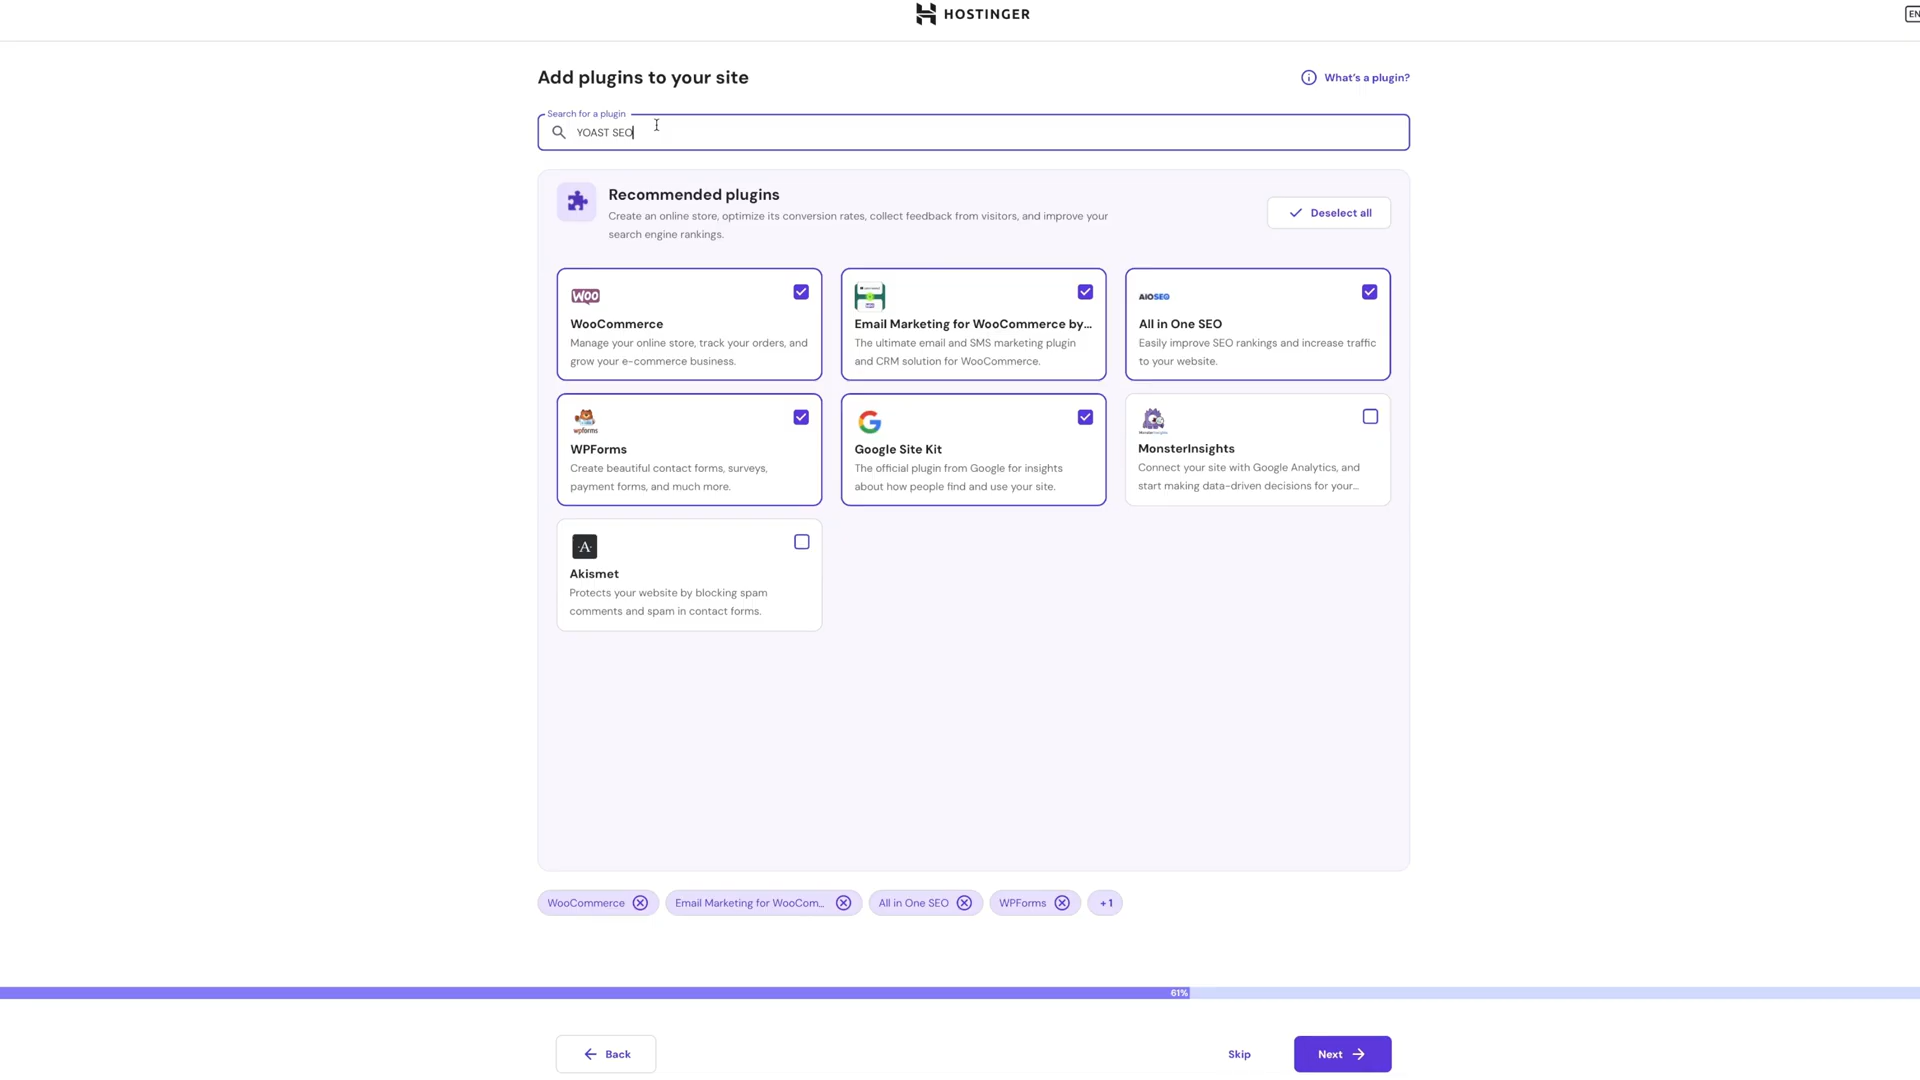 HOSTINGER
EN
Add plugins to your site
What's a plugin?
Search for a plugin
YOAST SEO
Recommended plugins
Create an online store, optimize its conversion rates, collect feedback from visitors, and improve your
search engine rankings.
Deselect all
WOO
WooCommerce
Manage your online store, track your orders, and
grow your e-commerce business.
Email Marketing for WooCommerce by...
The ultimate email and SMS marketing plugin
and CRM solution for WooCommerce.
AIOSEO
All in One SEO
Easily improve SEO rankings and increase traffic
to your website.
wpforms
WPForms
Create beautiful contact forms, surveys,
payment forms, and much more.
G
Google Site Kit
The official plugin from Google for insights
about how people find and use your site.
MonsterInsights
Connect your site with Google Analytics, and
start making data-driven decisions for your...
A
Akismet
Protects your website by blocking spam
comments and spam in contact forms.
WooCommerce
Email Marketing for WooCom...
All in One SEO
WPForms
+1
61%
Back
Skip
Next